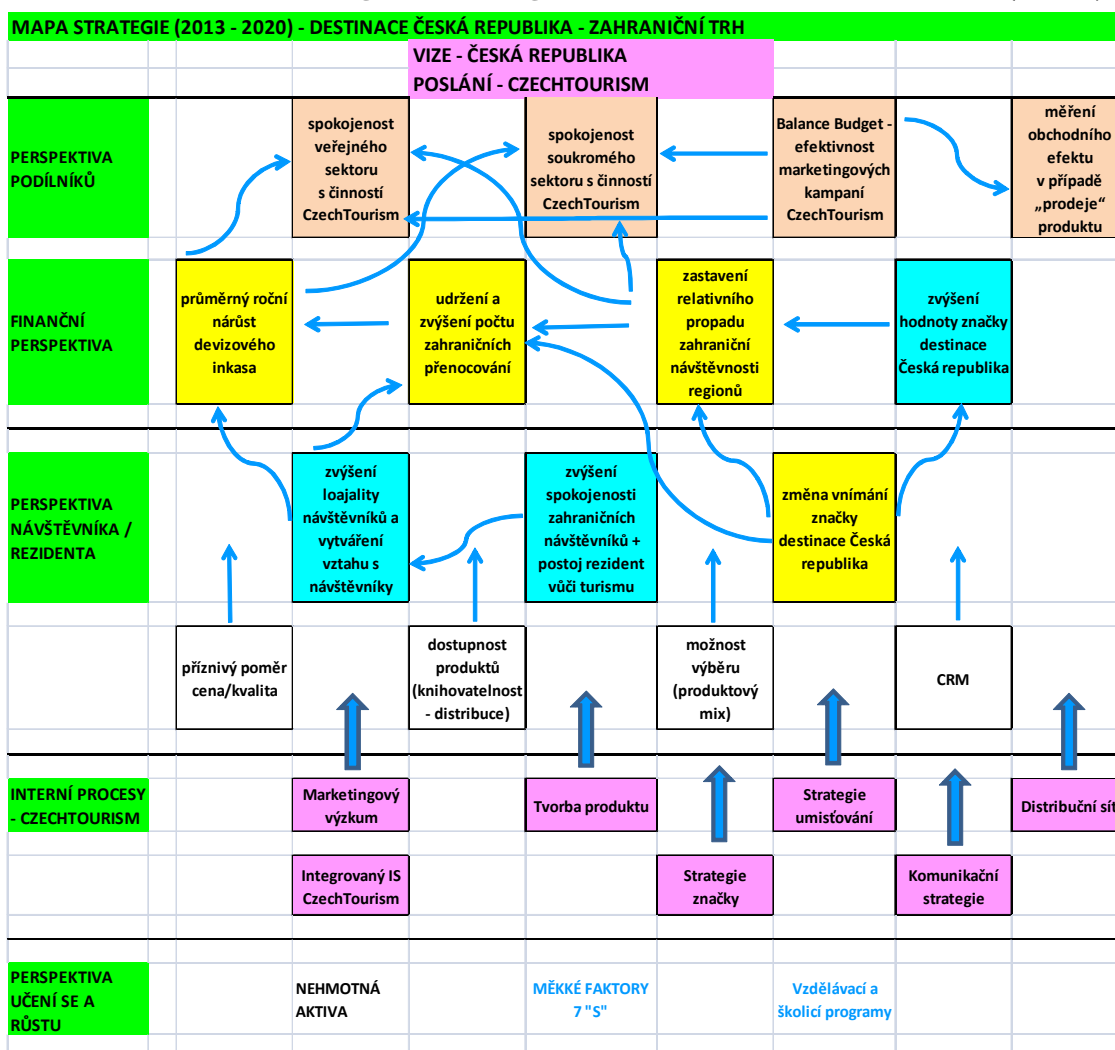 MAPA STRATEGIE (2013 - 2020) - DESTINACE ČESKÁ REPUBLIKA - ZAHRANIČNÍ TRH
VIZE - ČESKÁ REPUBLIKA
POSLÁNÍ - CZECHTOURISM
PERSPEKTIVA
PODÍLNÍKŮ
spokojenost
veřejného
sektoru
s činností
CzechTourism
spokojenost
soukromého
sektoru s činností
CzechTourism
Balance Budget -
efektivnost
marketingových
kampaní
CzechTourism
měření
obchodního
efektu
v případě
„prodeje“
produktu
FINANČNÍ
PERSPEKTIVA
průměrný roční
nárůst
devizového
inkasa
udržení a
zvýšení počtu
zahraničních
přenocování
zastavení
relativního
propadu
zahraniční
návštěvnosti
regionů
zvýšení
hodnoty značky
destinace
Česká republika
PERSPEKTIVA
NÁVŠTĚVNÍKA /
REZIDENTA
zvýšení
loajality
návštěvníků a
vytváření
vztahu s
návštěvníky
zvýšení
spokojenosti
zahraničních
návštěvníků +
postoj rezident
vůči turismu
změna vnímání
značky
destinace Česká
republika
příznivý poměr
cena/kvalita
dostupnost
produktů
(knihovatelnost
- distribuce)
možnost
výběru
(produktový
mix)
CRM
INTERNÍ PROCESY
- CZECHTOURISM
Marketingový
výzkum
Tvorba produktu
Strategie
umisťování
Distribuční sít
Integrovaný IS
CzechTourism
Strategie
značky
Komunikační
strategie
PERSPEKTIVA
UČENÍ SE A
RŮSTU
NEHMOTNÁ
AKTIVA
MĚKKÉ FAKTORY
7 "S"
Vzdělávací a
školicí programy